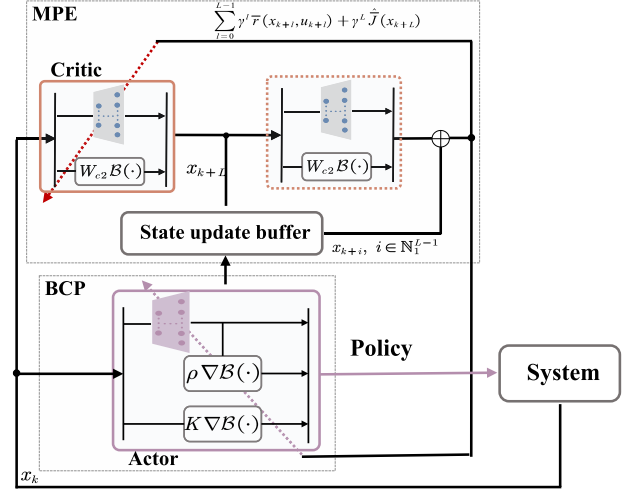 MPE
\sum_{l=0}^{L-1} \gamma^l \overline{r}(x_{k+l}, u_{k+l}) + \gamma^L \hat{\overline{J}}(x_{k+L})
Critic
W_{c2}\mathcal{B}(\cdot)
W_{c2}\mathcal{B}(\cdot)
x_{k+L}
State update buffer
x_{k+i}, i \in \mathbb{N}_1^{L-1}
BCP
Policy
\rho \nabla \mathcal{B}(\cdot)
System
K \nabla \mathcal{B}(\cdot)
Actor
x_k